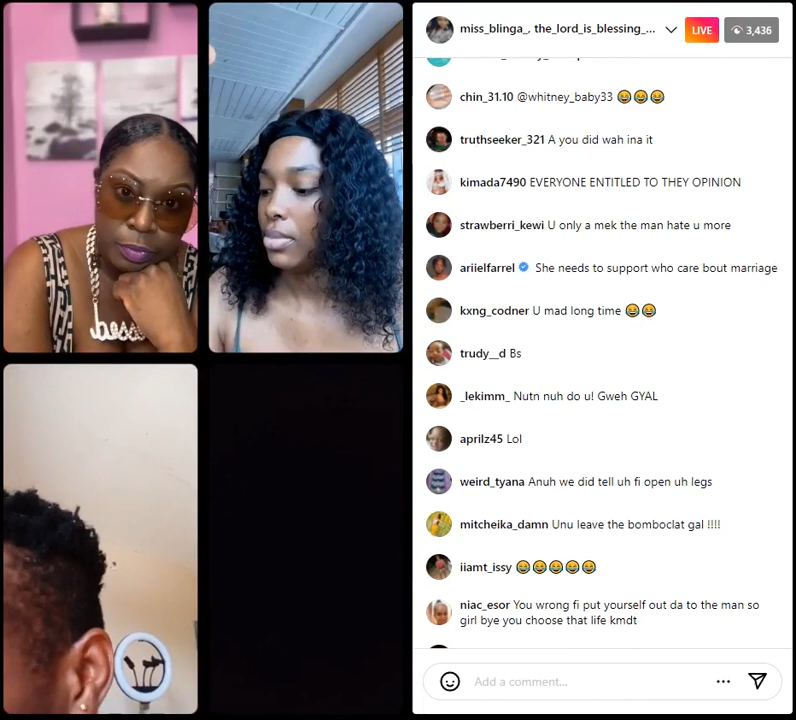 miss_blinga_, the_lord_is_blessing_...
LIVE
3,436
chin_31.10 @whitney_baby33 😂😂😂
truthseeker_321 A you did wah ina it
kimada7490 EVERYONE ENTITLED TO THEY OPINION
strawberri_kewi U only a mek the man hate u more
ariielfarrel She needs to support who care bout marriage
kxng_codner U mad long time 😂😂
trudy__d Bs
_lekimm_ Nutn nuh do u! Gweh GYAL
aprilz45 Lol
weird_tyana Anuh we did tell uh fi open uh legs
mitcheika_damn Unu leave the bomboclat gal !!!!
iiamt_issy 😂😂😂😂😂
niac_esor You wrong fi put yourself out da to the man so
girl bye you choose that life kmdt
Add a comment...